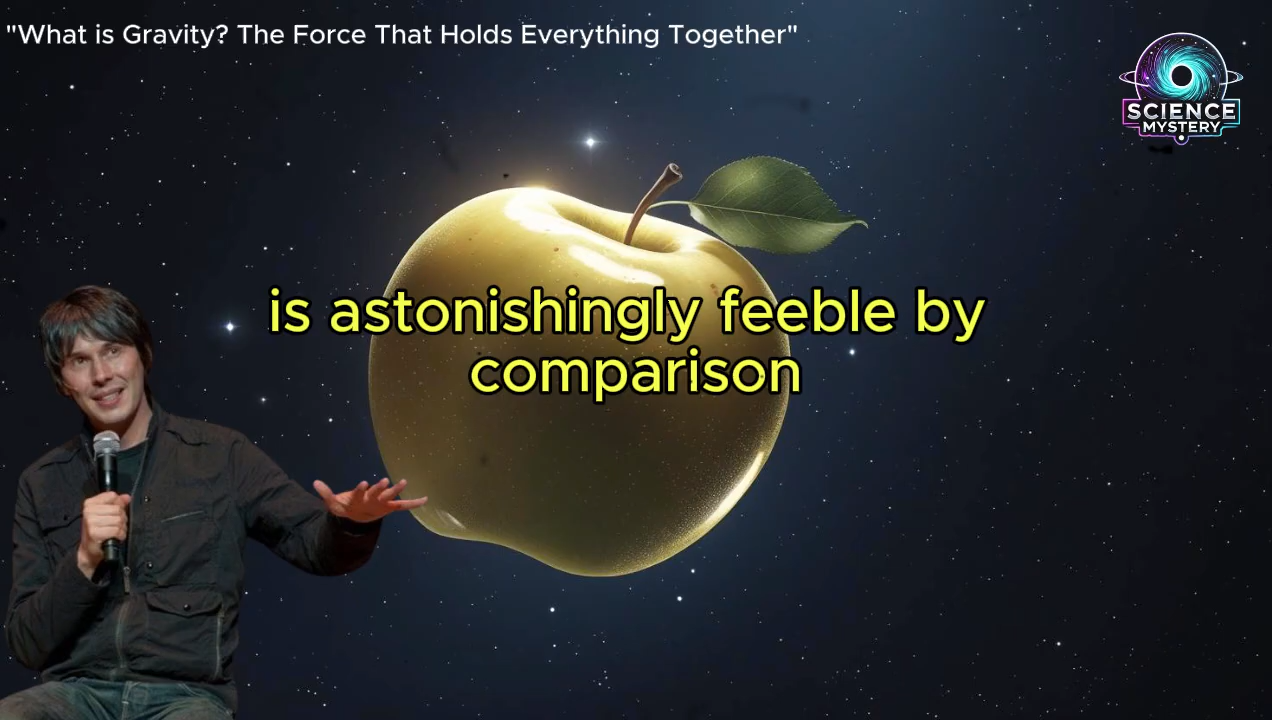 "What is Gravity? The Force That Holds Everything Together"
SCIENCE
MYSTERY
is astonishingly feeble by
comparison